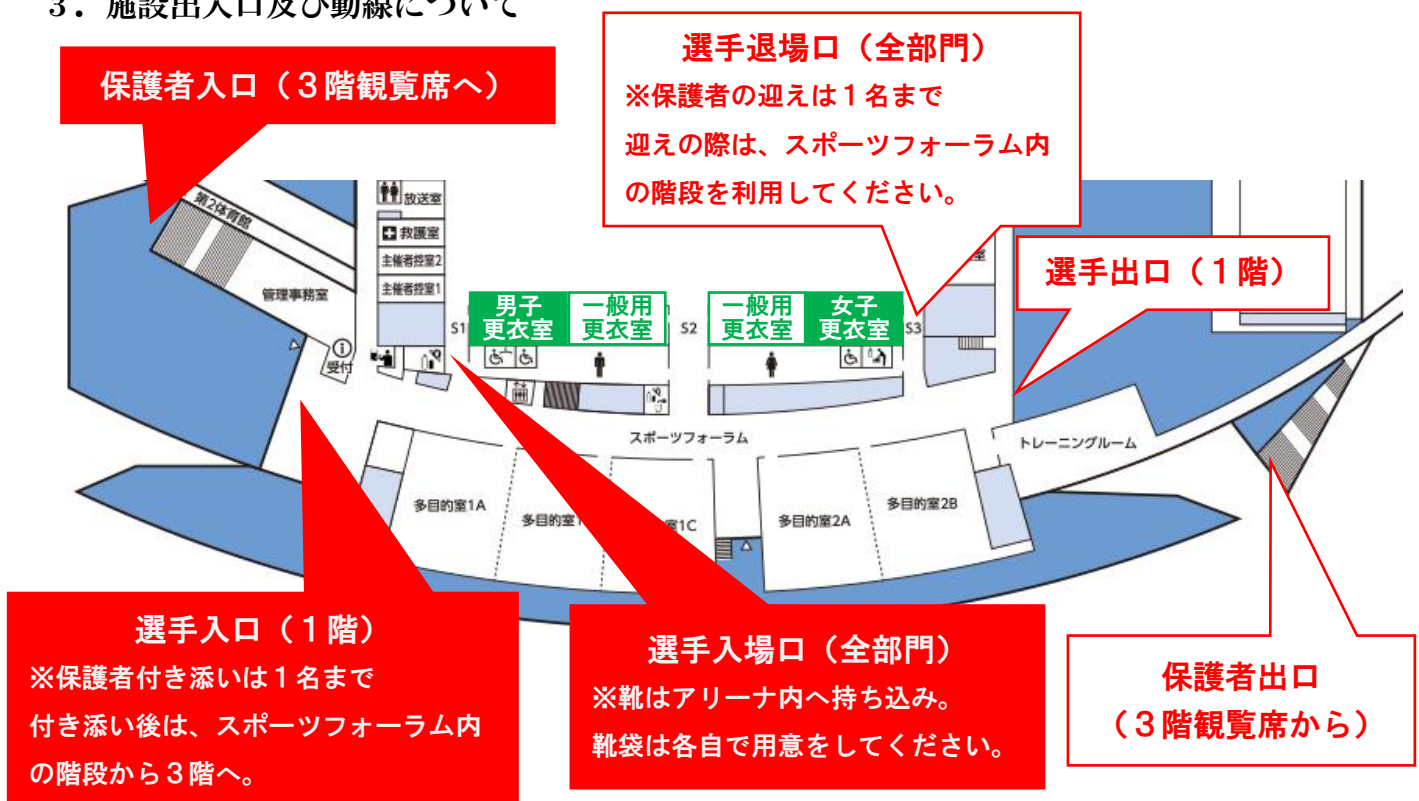 ３．施設出入口及び動線について
保護者入口（３階観覧席へ）
選手退場口（全部門）
※保護者の迎えは１名まで
迎えの際は、スポーツフォーラム内
の階段を利用してください。
選手出口（１階）
第2体育館
管理事務室
受付
放送室
救護室
主催者控室2
主催者控室1
室
S1
男子
更衣室
一般用
更衣室
S2
一般用
更衣室
女子
更衣室
S3
スポーツフォーラム
トレーニングルーム
多目的室1A
多目的室1
室1C
多目的室2A
多目的室2B
選手入口（１階）
※保護者付き添いは１名まで
付き添い後は、スポーツフォーラム内
の階段から３階へ。
選手入場口（全部門）
※靴はアリーナ内へ持ち込み。
靴袋は各自で用意をしてください。
保護者出口
（３階観覧席から）